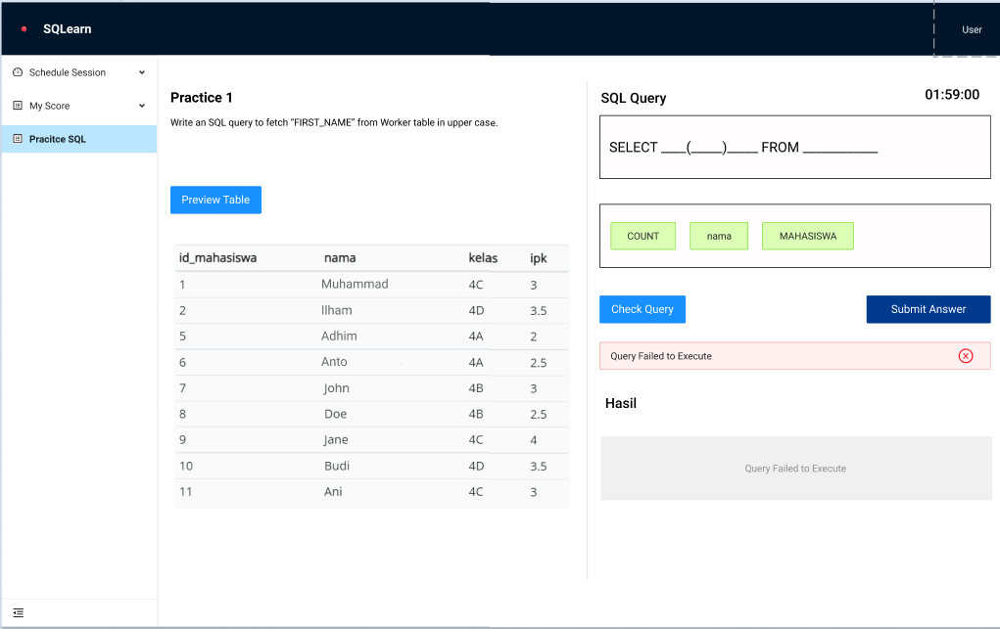 SQLearn
User
Schedule Session
My Score
Pracitce SQL
Practice 1
Write an SQL query to fetch “FIRST_NAME” from Worker table in upper case.
Preview Table
id_mahasiswa nama kelas ipk
1 Muhammad 4C 3
2 Ilham 4D 3.5
5 Adhim 4A 2
6 Anto 4A 2.5
7 John 4B 3
8 Doe 4B 2.5
9 Jane 4C 4
10 Budi 4D 3.5
11 Ani 4C 3
SQL Query
01:59:00
SELECT ___(____)____ FROM __________
COUNT nama MAHASISWA
Check Query
Submit Answer
Query Failed to Execute
Hasil
Query Failed to Execute